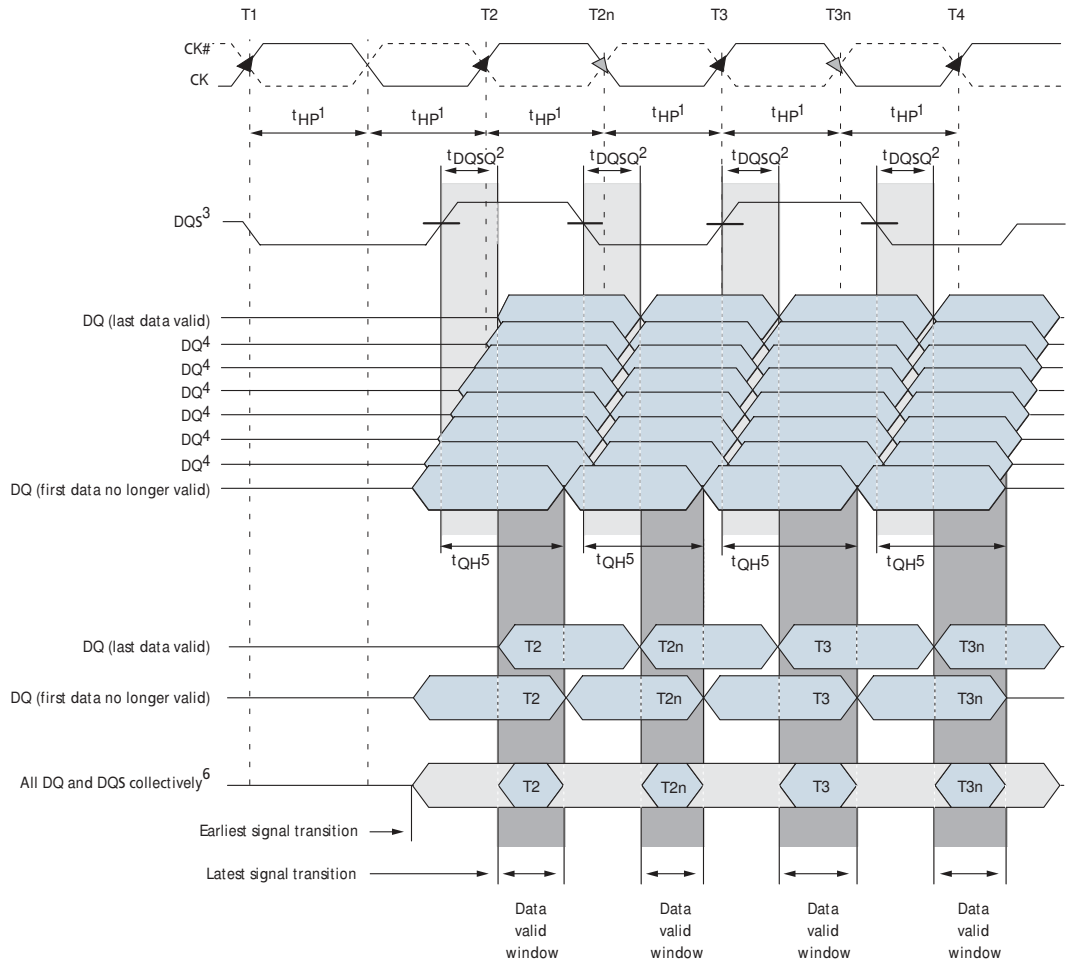 T1 T2 T2n T3 T3n T4
CK#
CK
tHP1 tHP1 tHP1 tHP1 tHP1 tHP1
tDQSQ2 tDQSQ2 tDQSQ2 tDQSQ2
DQS3
DQ (last data valid)
DQ4
DQ4
DQ4
DQ4
DQ4
DQ4
DQ (first data no longer valid)
tQH5 tQH5 tQH5 tQH5
DQ (last data valid) T2 T2n T3 T3n
DQ (first data no longer valid) T2 T2n T3 T3n
All DQ and DQS collectively6 T2 T2n T3 T3n
Earliest signal transition
Latest signal transition
Data valid window
Data valid window
Data valid window
Data valid window